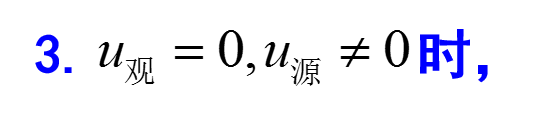 3. u观 = 0, u源 ≠ 0时，